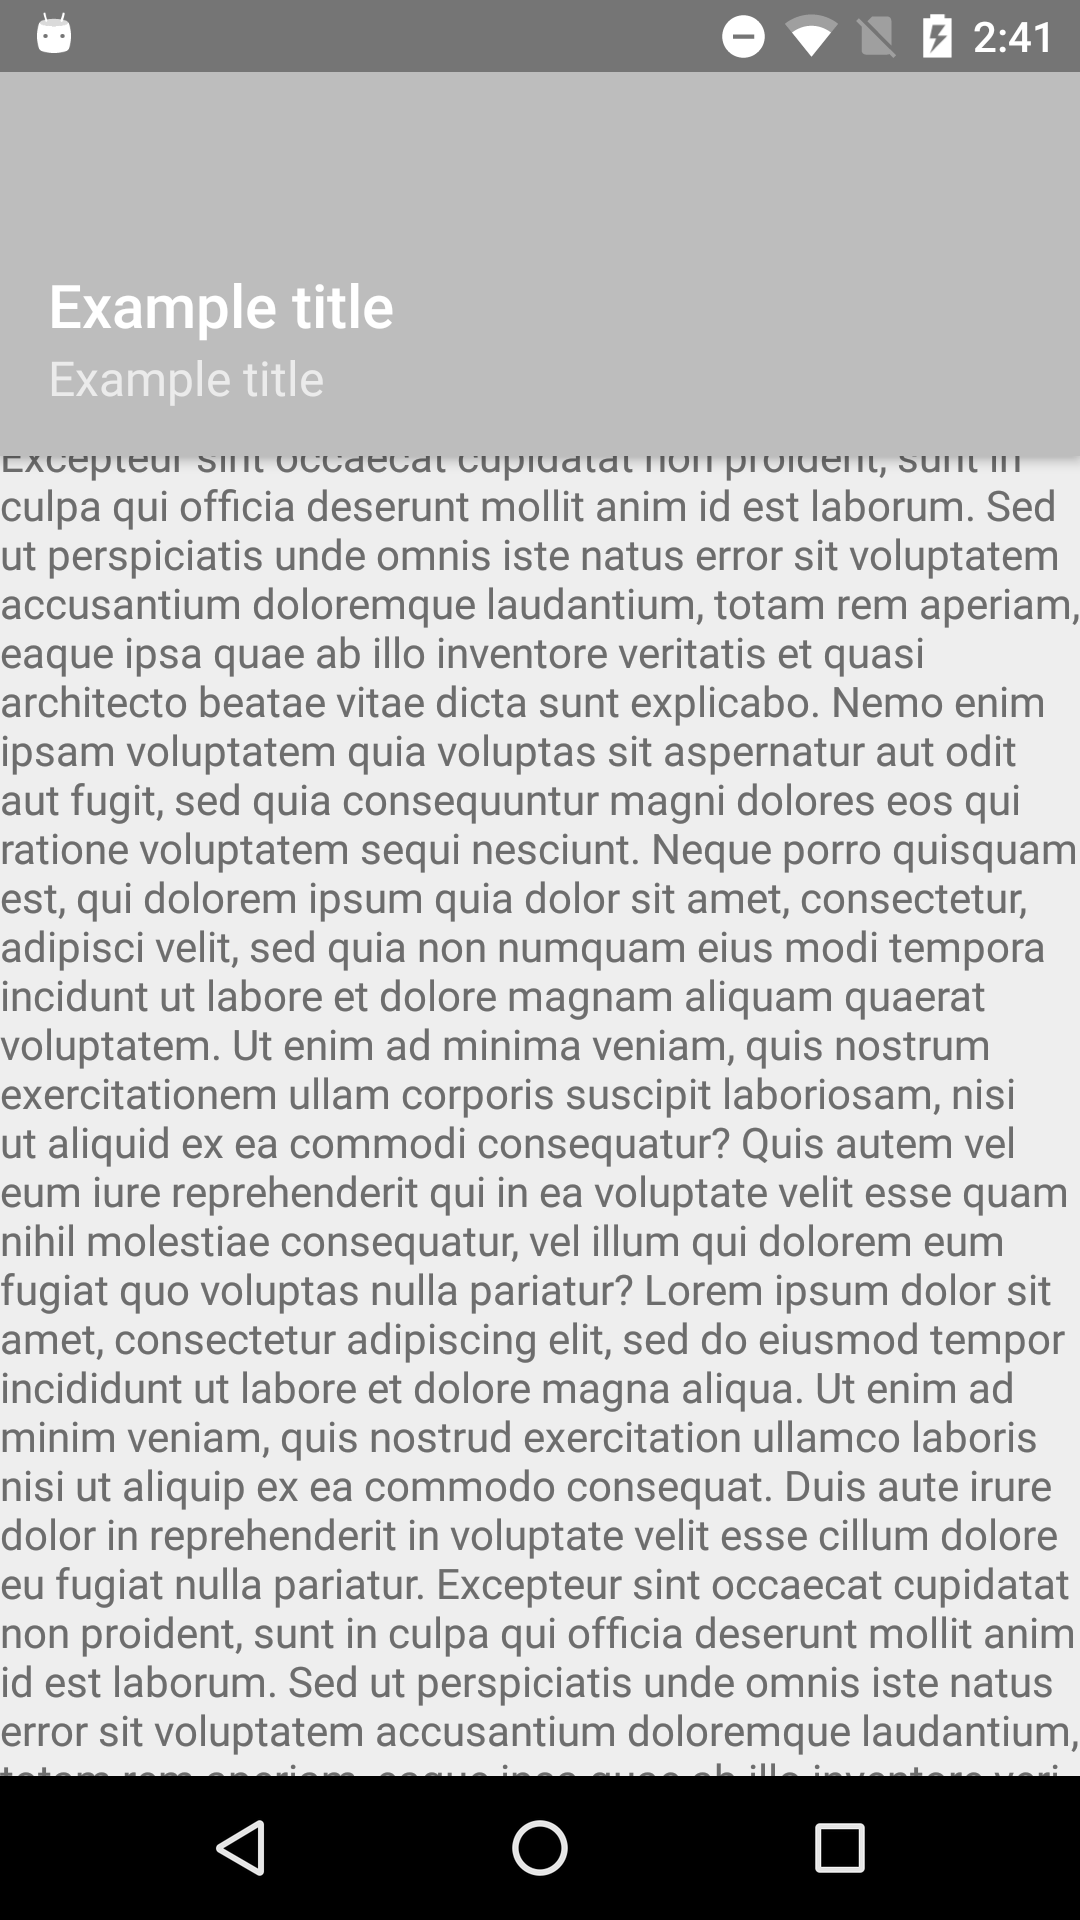 2:41
Example title
Example title
Excepteur sint occaecat cupidatat non proident, sunt in
culpa qui officia deserunt mollit anim id est laborum. Sed
ut perspiciatis unde omnis iste natus error sit voluptatem
accusantium doloremque laudantium, totam rem aperiam,
eaque ipsa quae ab illo inventore veritatis et quasi
architecto beatae vitae dicta sunt explicabo. Nemo enim
ipsam voluptatem quia voluptas sit aspernatur aut odit
aut fugit, sed quia consequuntur magni dolores eos qui
ratione voluptatem sequi nesciunt. Neque porro quisquam
est, qui dolorem ipsum quia dolor sit amet, consectetur,
adipisci velit, sed quia non numquam eius modi tempora
incidunt ut labore et dolore magnam aliquam quaerat
voluptatem. Ut enim ad minima veniam, quis nostrum
exercitationem ullam corporis suscipit laboriosam, nisi
ut aliquid ex ea commodi consequatur? Quis autem vel
eum iure reprehenderit qui in ea voluptate velit esse quam
nihil molestiae consequatur, vel illum qui dolorem eum
fugiat quo voluptas nulla pariatur? Lorem ipsum dolor sit
amet, consectetur adipiscing elit, sed do eiusmod tempor
incididunt ut labore et dolore magna aliqua. Ut enim ad
minim veniam, quis nostrud exercitation ullamco laboris
nisi ut aliquip ex ea commodo consequat. Duis aute irure
dolor in reprehenderit in voluptate velit esse cillum dolore
eu fugiat nulla pariatur. Excepteur sint occaecat cupidatat
non proident, sunt in culpa qui officia deserunt mollit anim
id est laborum. Sed ut perspiciatis unde omnis iste natus
error sit voluptatem accusantium doloremque laudantium,